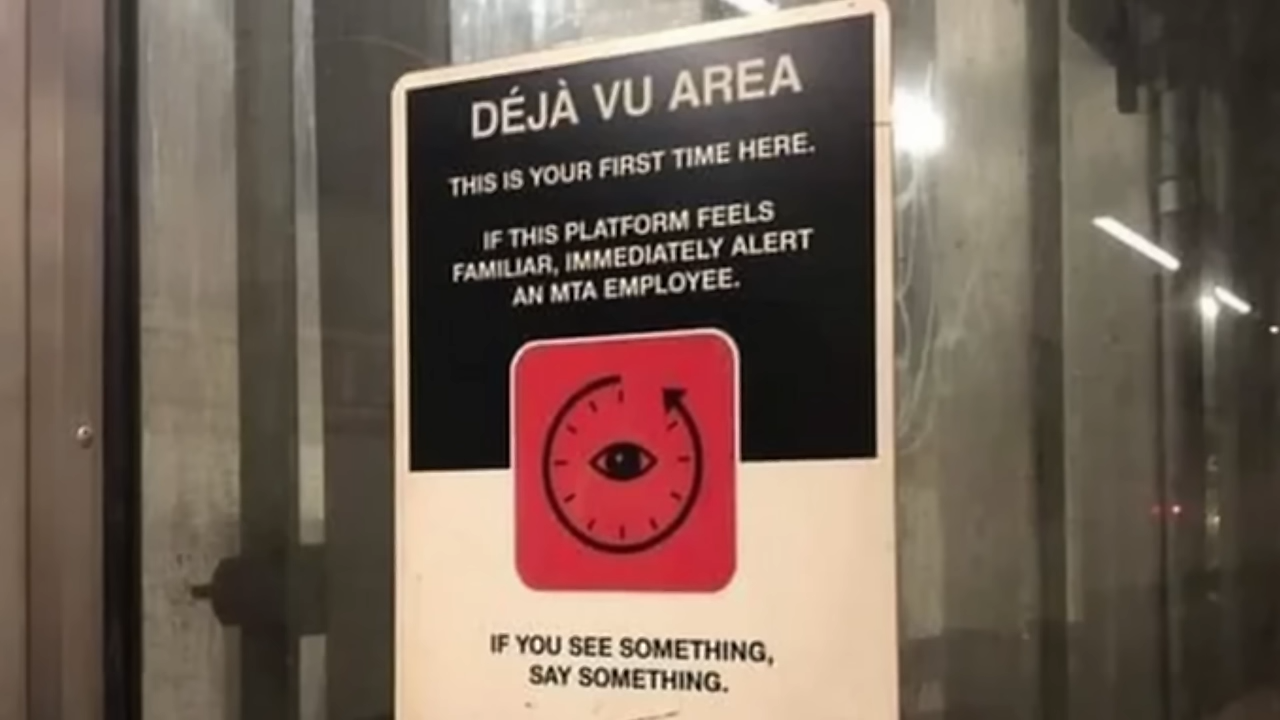 DÉJÀ VU AREA
THIS IS YOUR FIRST TIME HERE.
IF THIS PLATFORM FEELS
FAMILIAR, IMMEDIATELY ALERT
AN MTA EMPLOYEE.
IF YOU SEE SOMETHING,
SAY SOMETHING.